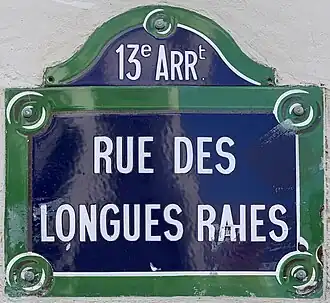 13e ARRt
RUE DES
LONGUES RAIES